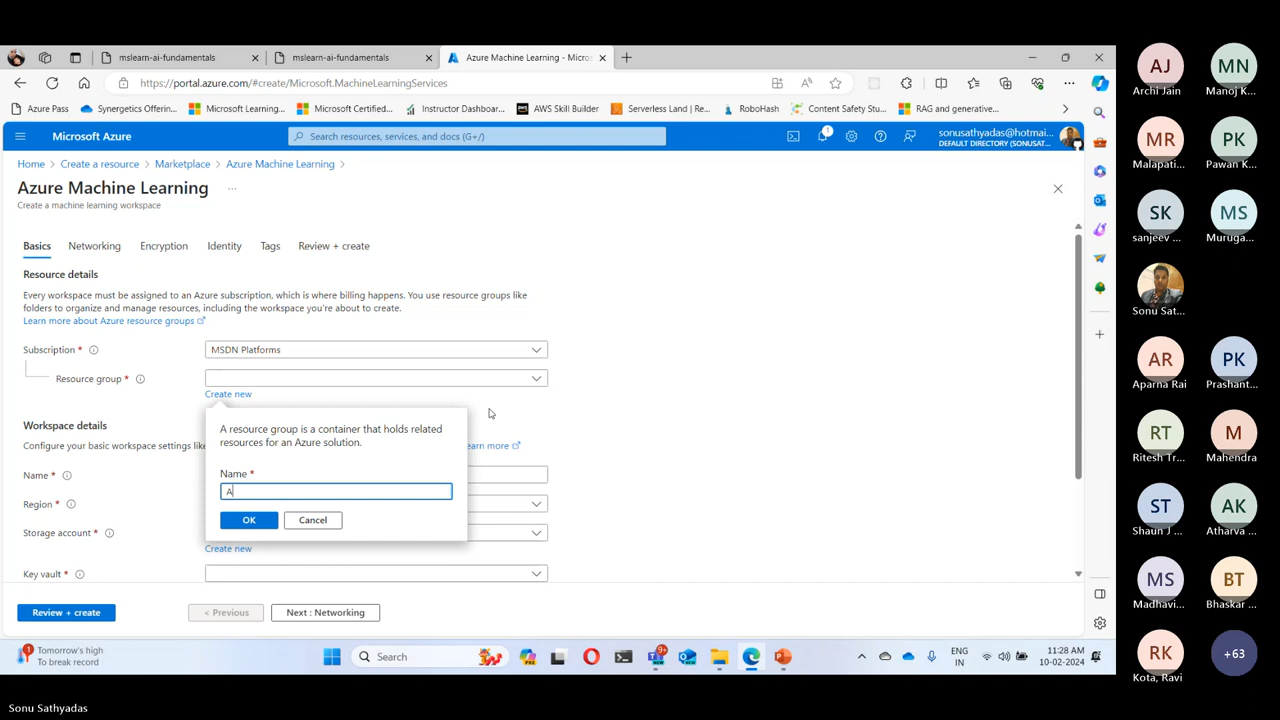 mslearn-ai-fundamentals
mslearn-ai-fundamentals
Azure Machine Learning - Micros
https://portal.azure.com/#create/Microsoft.MachineLearningServices
Azure Pass
Synergetics Offering...
Microsoft Learning...
Microsoft Certified...
Instructor Dashboar...
AWS Skill Builder
Serverless Land | Re...
RoboHash
Content Safety Stu...
RAG and generative...
Microsoft Azure
Search resources, services, and docs (G+/)
1
sonusathyadas@hotmai...
DEFAULT DIRECTORY (SONUSAT...
Home > Create a resource > Marketplace > Azure Machine Learning >
Azure Machine Learning ...
Create a machine learning workspace
Basics Networking Encryption Identity Tags Review + create
Resource details
Every workspace must be assigned to an Azure subscription, which is where billing happens. You use resource groups like
folders to organize and manage resources, including the workspace you're about to create.
Learn more about Azure resource groups
Subscription *
MSDN Platforms
Resource group *
Create new
A resource group is a container that holds related
resources for an Azure solution.
Name *
A
OK Cancel
Workspace details
Configure your basic workspace settings like
earn more
Name *
Region *
Storage account *
Create new
Key vault *
Review + create
< Previous
Next : Networking
1
Tomorrow's high
To break record
Search
9+
ENG
IN
11:28 AM
10-02-2024
AJ
Archi Jain
MN
Manoj K...
MR
Malapati...
PK
Pawan K...
SK
sanjeev ...
MS
Muruga...
Sonu Sat...
AR
Aparna Rai
PK
Prashant...
RT
Ritesh Tr...
M
Mahendra
ST
Shaun J ...
AK
Atharva ...
MS
Madhavi...
BT
Bhaskar ...
RK
Kota, Ravi
+63
Sonu Sathyadas